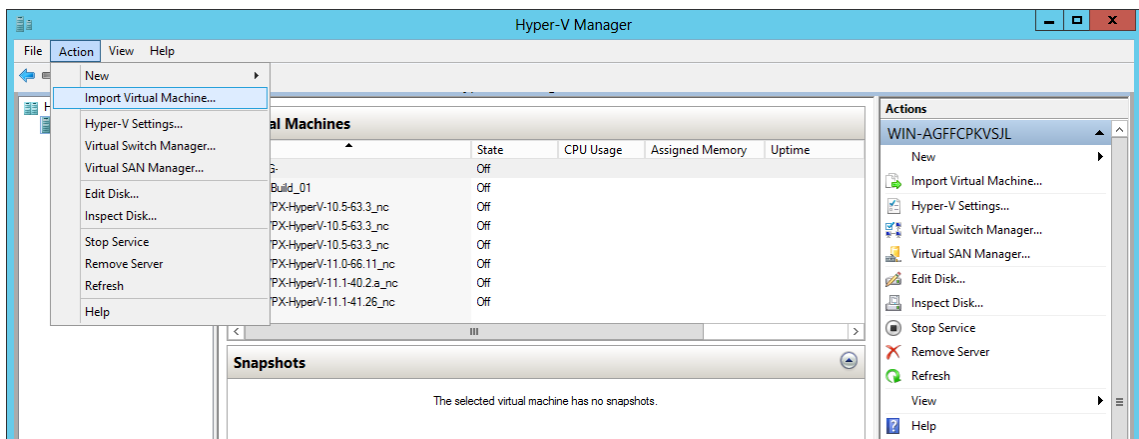 Hyper-V Manager
File Action View Help
New
Import Virtual Machine...
Hyper-V Settings...
Virtual Switch Manager...
Virtual SAN Manager...
Edit Disk...
Inspect Disk...
Stop Service
Remove Server
Refresh
Help
H
al Machines
State CPU Usage Assigned Memory Uptime
G- Off
Build_01 Off
PX-HyperV-10.5-63.3_nc Off
PX-HyperV-10.5-63.3_nc Off
PX-HyperV-10.5-63.3_nc Off
PX-HyperV-11.0-66.11_nc Off
PX-HyperV-11.1-40.2.a_nc Off
PX-HyperV-11.1-41.26_nc Off
Snapshots
The selected virtual machine has no snapshots.
Actions
WIN-AGFFCPKVSJL
New
Import Virtual Machine...
Hyper-V Settings...
Virtual Switch Manager...
Virtual SAN Manager...
Edit Disk...
Inspect Disk...
Stop Service
Remove Server
Refresh
View
Help